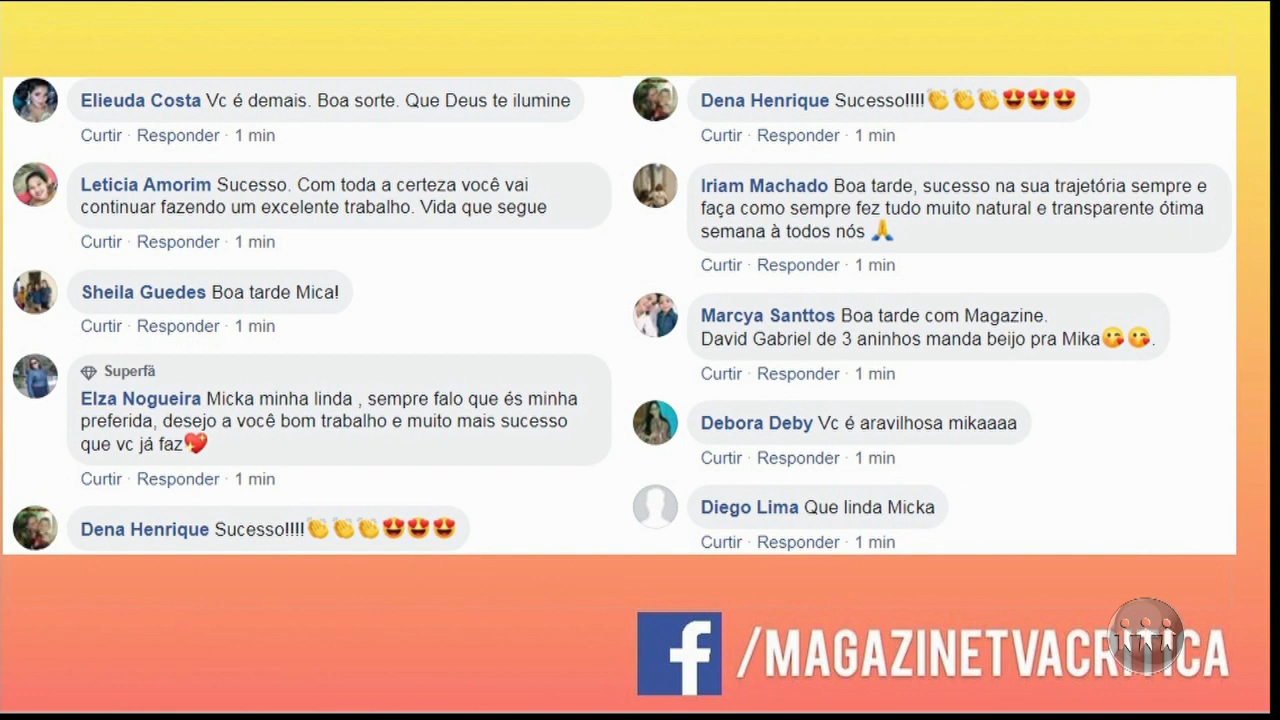 Elieuda Costa Vc é demais. Boa sorte. Que Deus te ilumine
Curtir · Responder · 1 min
Leticia Amorim Sucesso. Com toda a certeza você vai
continuar fazendo um excelente trabalho. Vida que segue
Curtir · Responder · 1 min
Sheila Guedes Boa tarde Mica!
Curtir · Responder · 1 min
Superfã
Elza Nogueira Micka minha linda , sempre falo que és minha
preferida, desejo a você bom trabalho e muito mais sucesso
que vc já faz💖
Curtir · Responder · 1 min
Dena Henrique Sucesso!!!!👏👏👏😍😍😍
Dena Henrique Sucesso!!!!👏👏👏😍😍😍
Curtir · Responder · 1 min
Iriam Machado Boa tarde, sucesso na sua trajetória sempre e
faça como sempre fez tudo muito natural e transparente ótima
semana à todos nós 🙏
Curtir · Responder · 1 min
Marcya Santtos Boa tarde com Magazine.
David Gabriel de 3 aninhos manda beijo pra Mika😘😘.
Curtir · Responder · 1 min
Debora Deby Vc é aravilhosa mikaaaa
Curtir · Responder · 1 min
Diego Lima Que linda Micka
Curtir · Responder · 1 min
f /MAGAZINETVACRITICA